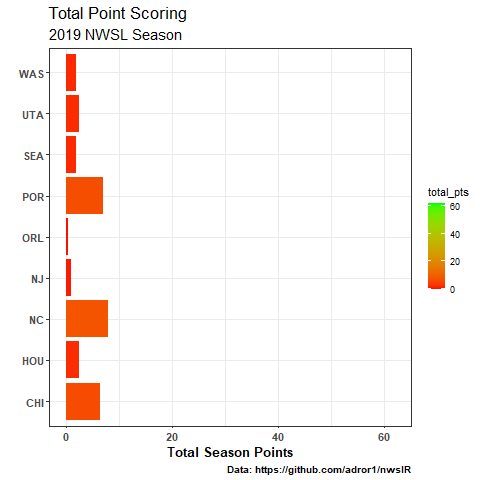 Total Point Scoring
2019 NWSL Season
WAS
UTA
SEA
POR
ORL
NJ
NC
HOU
CHI
0
20
40
60
Total Season Points
Data: https://github.com/adror1/nwslR
total_pts
60
40
20
0